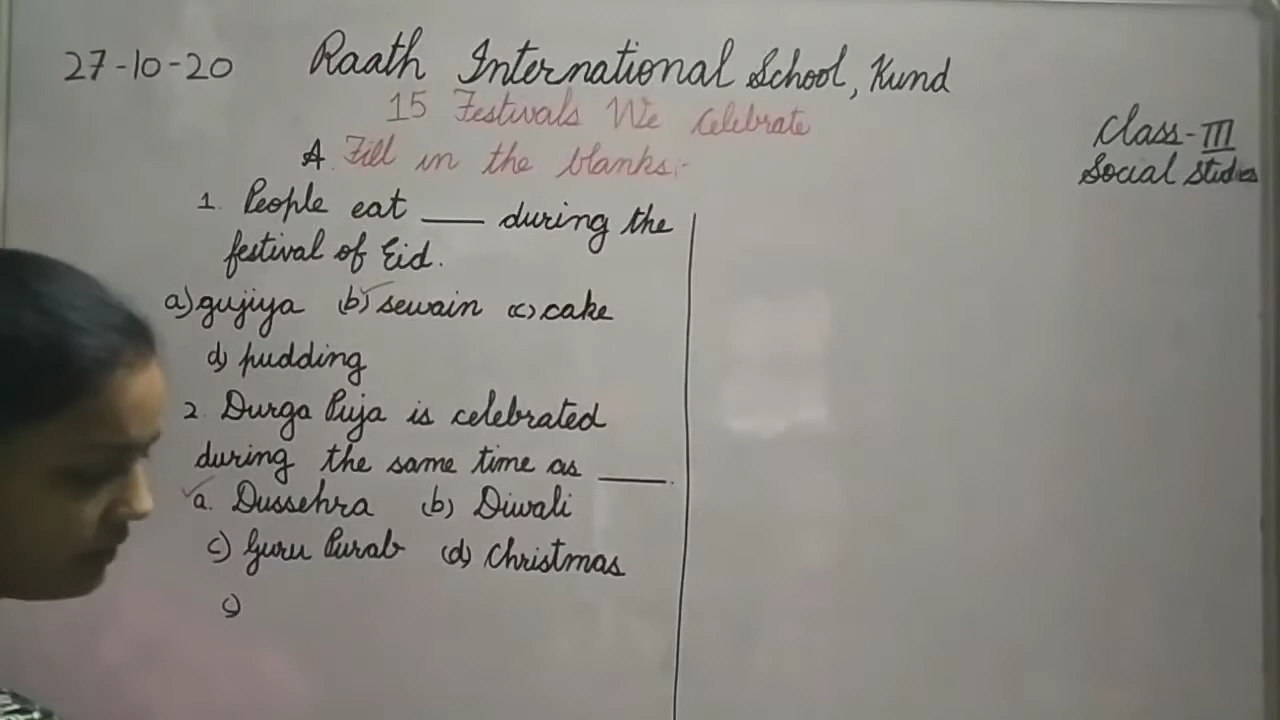 27-10-20 Raath International School, Kund
15 Festivals We Celebrate
Class-III
Social Studies
A Fill in the blanks:-
1. People eat ___ during the
festival of Eid.
a) gujiya (b) sewain (c) cake
d) pudding
2. Durga Puja is celebrated
during the same time as ____.
a. Dussehra (b) Diwali
c) Guru Purab (d) Christmas